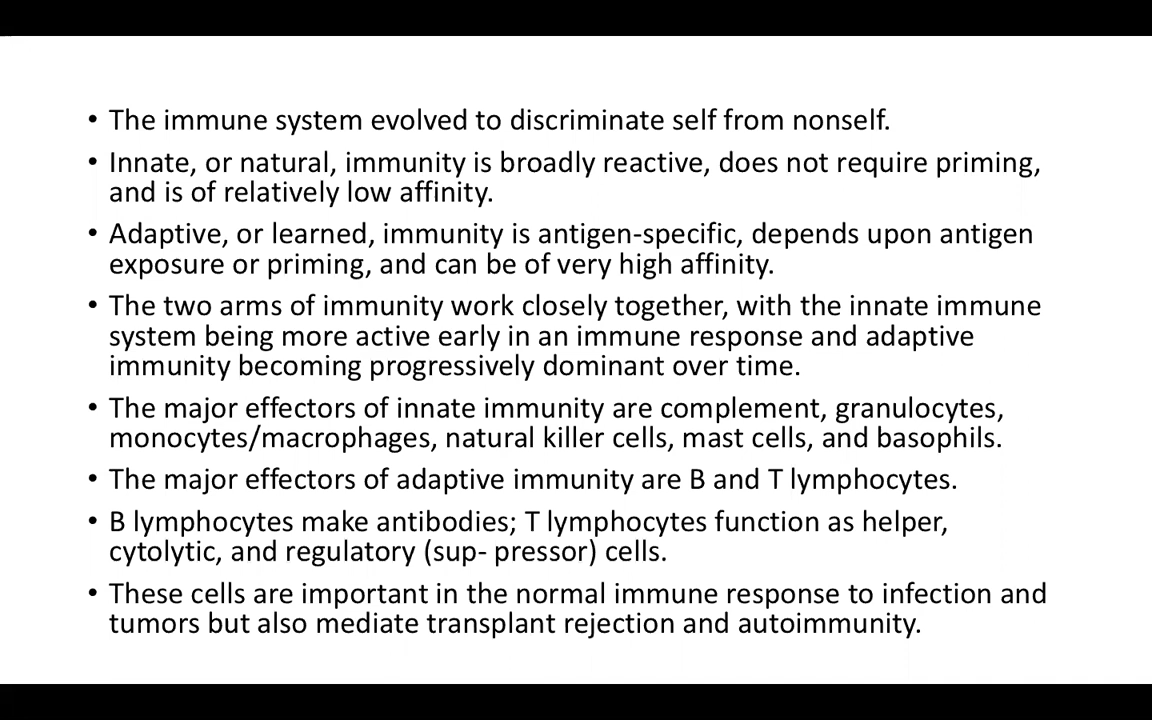 • The immune system evolved to discriminate self from nonself.
• Innate, or natural, immunity is broadly reactive, does not require priming,
and is of relatively low affinity.
• Adaptive, or learned, immunity is antigen-specific, depends upon antigen
exposure or priming, and can be of very high affinity.
• The two arms of immunity work closely together, with the innate immune
system being more active early in an immune response and adaptive
immunity becoming progressively dominant over time.
• The major effectors of innate immunity are complement, granulocytes,
monocytes/macrophages, natural killer cells, mast cells, and basophils.
• The major effectors of adaptive immunity are B and T lymphocytes.
• B lymphocytes make antibodies; T lymphocytes function as helper,
cytolytic, and regulatory (sup- pressor) cells.
• These cells are important in the normal immune response to infection and
tumors but also mediate transplant rejection and autoimmunity.